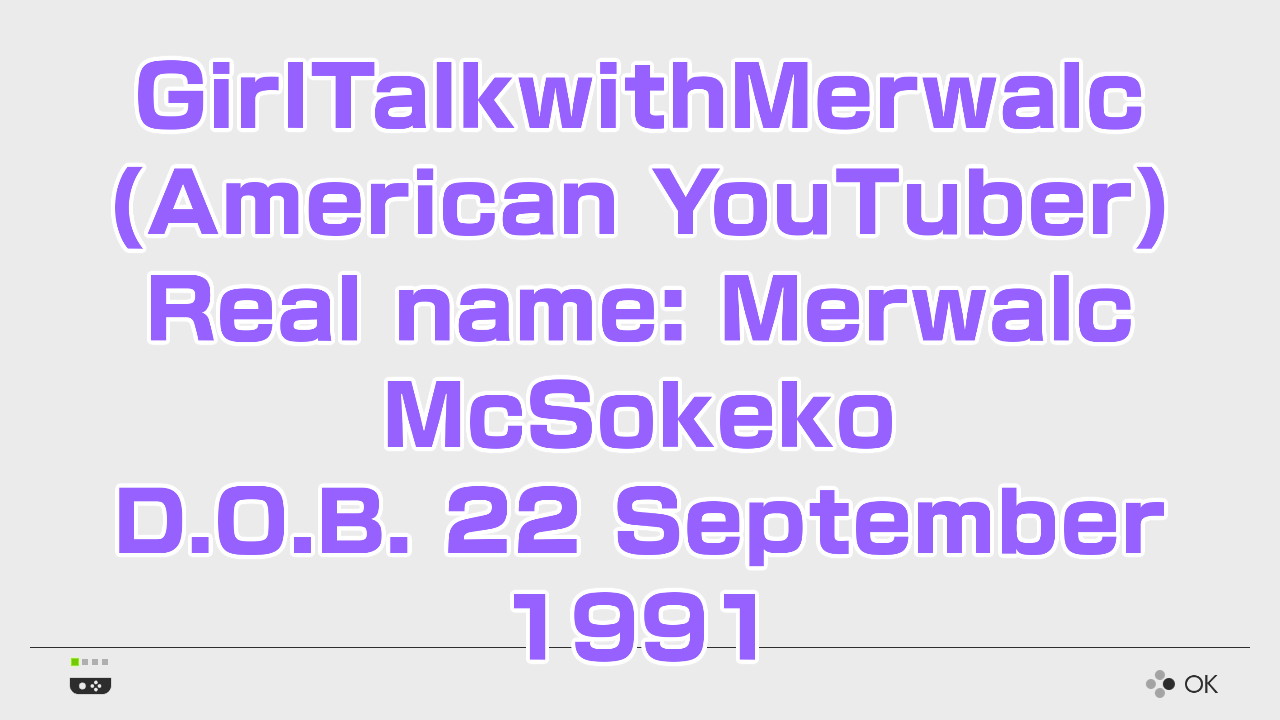 GirlTalkwithMerwalc
(American YouTuber)
Real name: Merwalc
McSokeko
D.O.B. 22 September
1991
OK